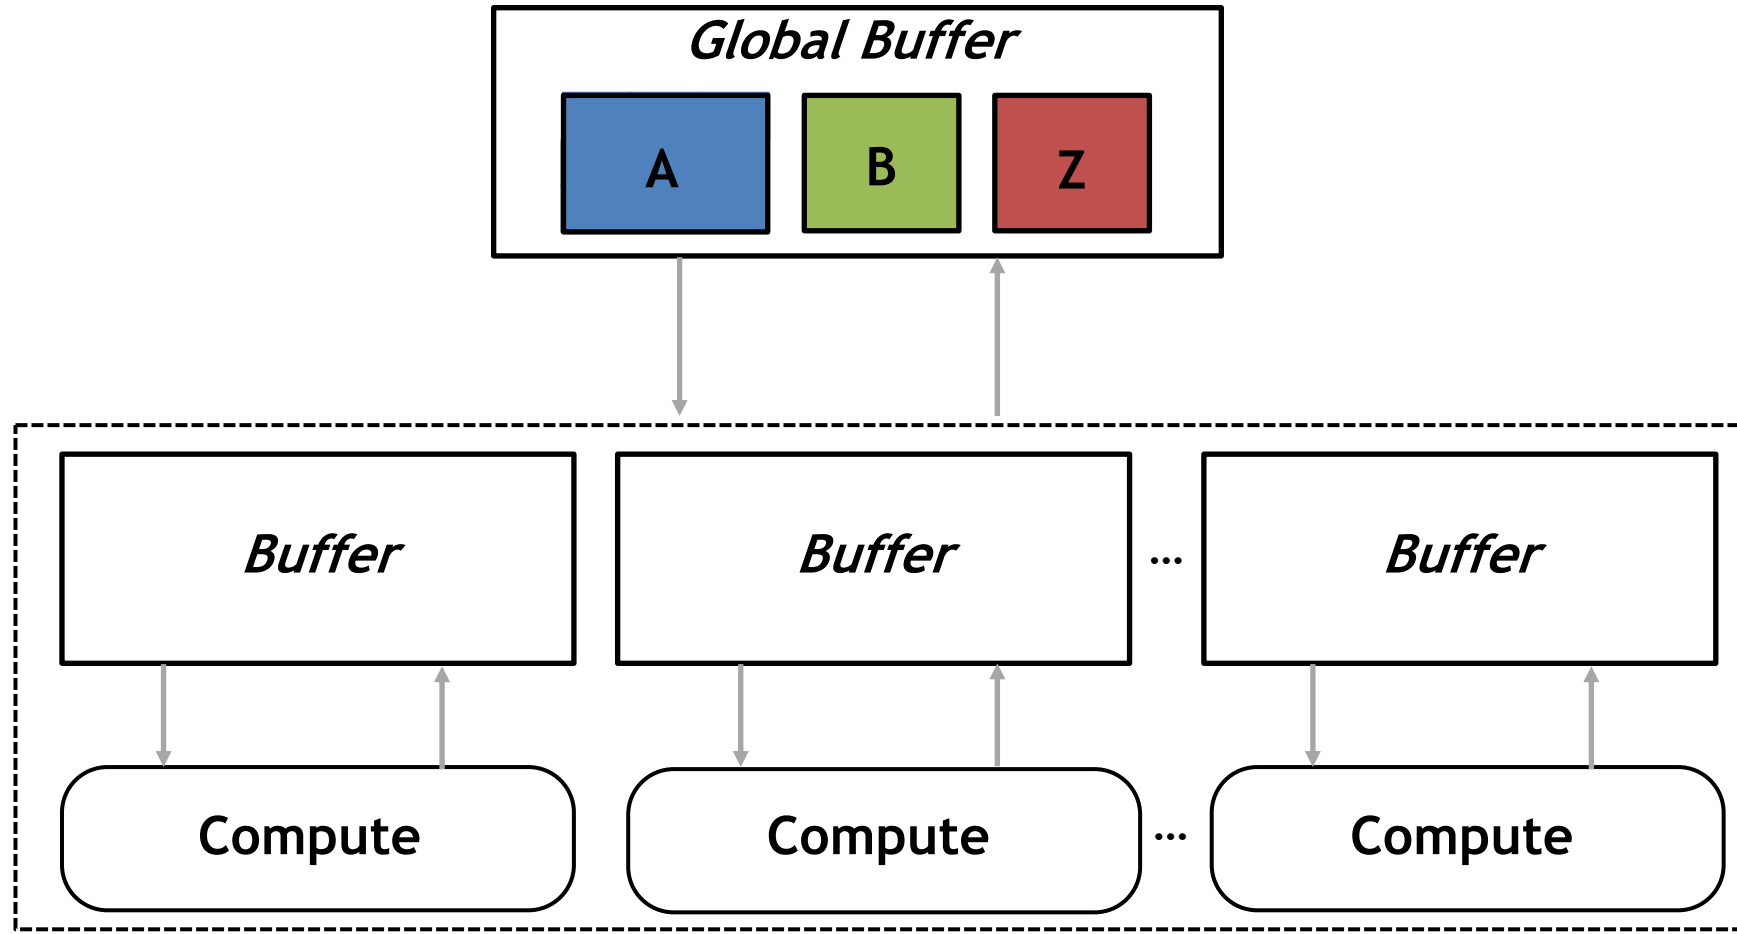 Global Buffer
A B Z
Buffer Buffer ... Buffer
Compute Compute ... Compute